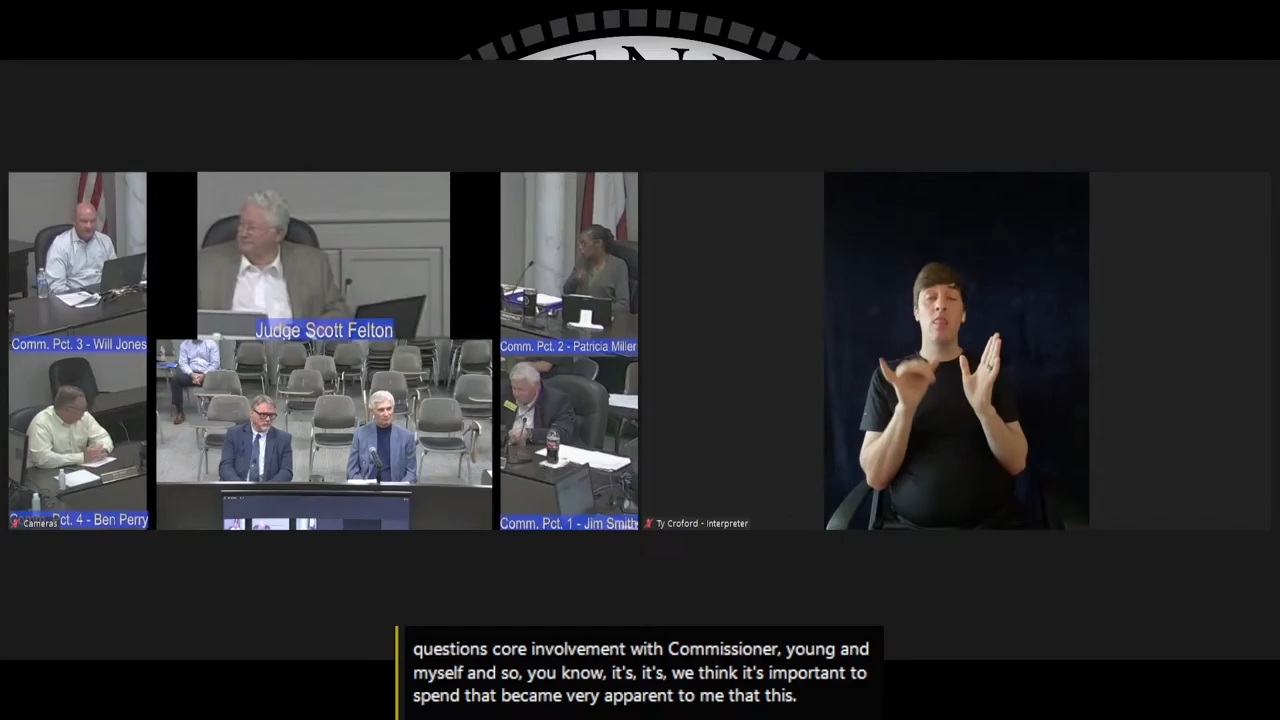 Comm. Pct. 3 - Will Jones
Judge Scott Felton
Comm. Pct. 2 - Patricia Miller
Pct. 4 - Ben Perry
Cameras
Comm. Pct. 1 - Jim Smith
Ty Croford - Interpreter
questions core involvement with Commissioner, young and
myself and so, you know, it's, it's, we think it's important to
spend that became very apparent to me that this.